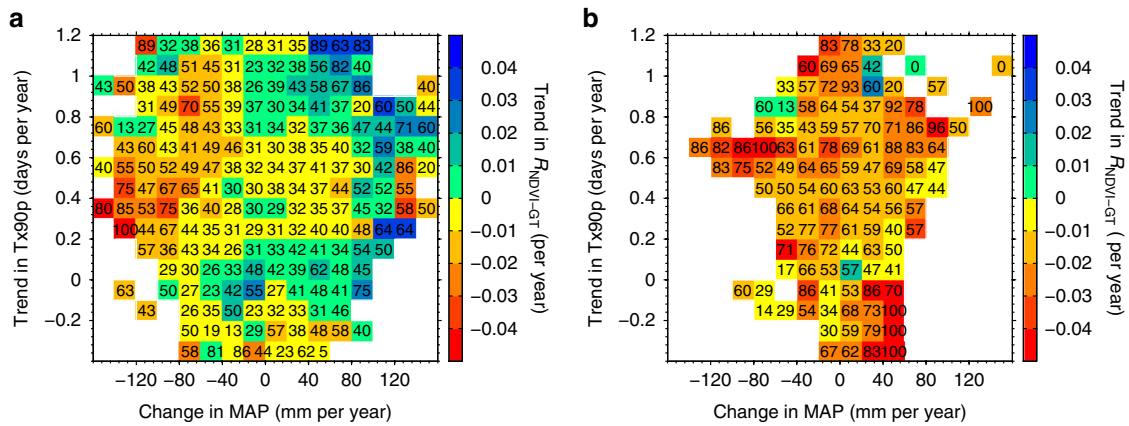 a
b
1.2
1
0.8
0.6
0.4
0.2
0
−0.2
Trend in Tx90p (days per year)
89 32 38 36 31 28 31 35 89 63 83
42 48 51 45 31 23 32 38 56 82 40
43 50 38 43 52 50 38 26 39 43 58 67 86 40
31 49 70 55 39 37 30 34 41 37 20 60 50 44
60 13 27 45 48 43 34 31 34 32 37 36 47 44 71 60
43 60 43 41 49 46 31 30 38 35 40 32 59 38 40
40 55 50 52 56 47 38 32 34 37 41 37 32 42 86 20
75 47 67 65 41 30 30 38 34 37 44 52 52 55
80 85 53 75 36 40 28 30 29 32 35 37 45 32 58 50
100 44 67 44 35 31 30 31 32 40 40 48 64 64
57 36 43 34 26 31 33 42 41 34 54 50
29 30 26 33 48 42 39 62 48 45
63 50 27 23 42 55 27 41 48 41 75
43 26 35 50 23 32 33 31 46
50 19 13 29 57 38 48 58 40
58 81 86 44 23 62 5
−120 −80 −40 0 40 80 120
Change in MAP (mm per year)
0.04
0.03
0.02
0.01
0
−0.01
−0.02
−0.03
−0.04
Trend in RNDVI−GT (per year)
1.2
1
0.8
0.6
0.4
0.2
0
−0.2
Trend in Tx90p (days per year)
83 78 33 20
60 69 65 42 0 0
33 57 72 93 60 20 57
60 13 58 64 54 37 92 78 100
86 56 35 43 59 57 70 71 86 96 50
86 82 86 100 63 61 78 69 61 88 83 64
83 75 52 49 60 64 65 69 58 47
50 50 54 60 63 53 60 47 44
66 61 68 64 54 56 57
52 77 77 61 59 40 57
71 76 72 44 63 50
17 66 53 57 47 41
60 29 86 41 53 86 70
14 29 54 34 68 73 100
30 59 79 100
67 62 83 100
−120 −80 −40 0 40 80 120
Change in MAP (mm per year)
0.04
0.03
0.02
0.01
0
−0.01
−0.02
−0.03
−0.04
Trend in RNDVI−GT (per year)